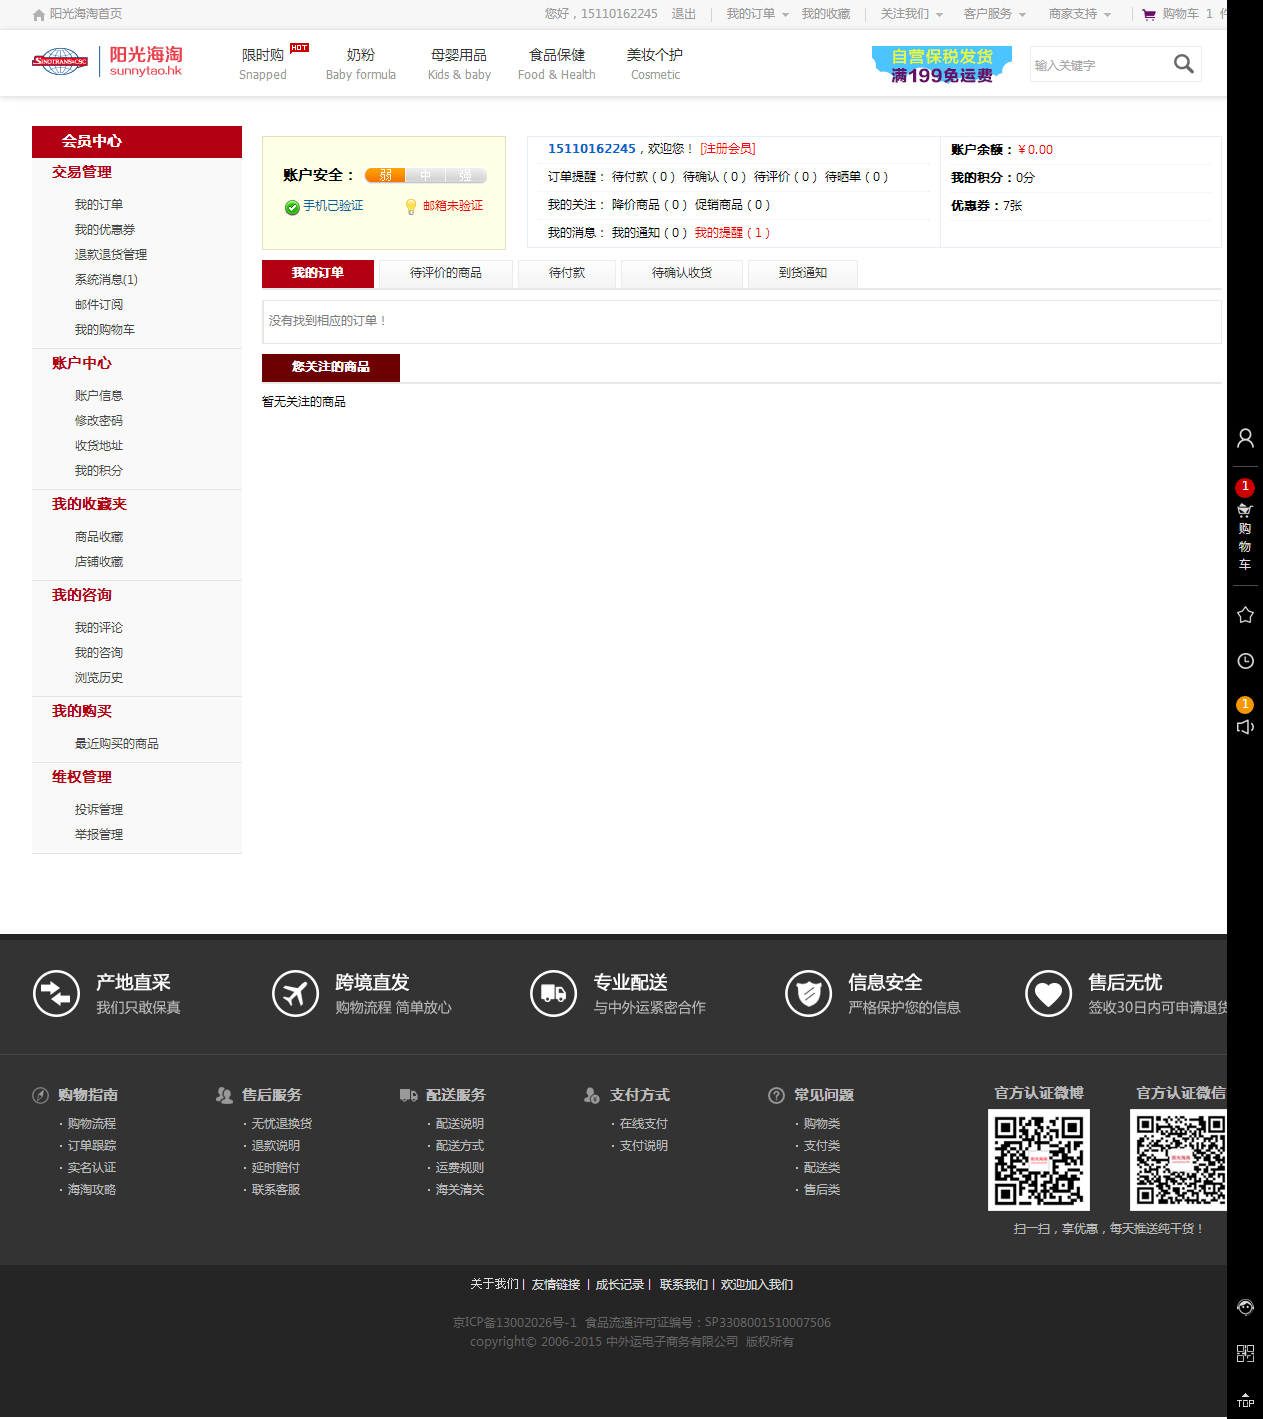 阳光海淘首页 您好，15110162245 退出 我的订单 我的收藏 关注我们 客户服务 商家支持 购物车 1 件
SINOTRANS&CSC 阳光海淘 sunnytao.hk
限时购 HOT 奶粉 母婴用品 食品保健 美妆个护
Snapped Baby formula Kids & baby Food & Health Cosmetic
自营保税发货
满199免运费
输入关键字
会员中心
交易管理
我的订单
我的优惠券
退款退货管理
系统消息(1)
邮件订阅
我的购物车
账户中心
账户信息
修改密码
收货地址
我的积分
我的收藏夹
商品收藏
店铺收藏
我的咨询
我的评论
我的咨询
浏览历史
我的购买
最近购买的商品
维权管理
投诉管理
举报管理
账户安全： 弱 中 强
手机已验证 邮箱未验证
15110162245，欢迎您！ [注册会员]
订单提醒： 待付款（0） 待确认（0） 待评价（0） 待晒单（0）
我的关注： 降价商品（0） 促销商品（0）
我的消息： 我的通知（0） 我的提醒（1）
账户余额：￥0.00
我的积分：0分
优惠券：7张
我的订单 待评价的商品 待付款 待确认收货 到货通知
没有找到相应的订单！
您关注的商品
暂无关注的商品
1
购
物
车
1
TOP
产地直采
我们只敢保真
跨境直发
购物流程 简单放心
专业配送
与中外运紧密合作
信息安全
严格保护您的信息
售后无忧
签收30日内可申请退货
购物指南
· 购物流程
· 订单跟踪
· 实名认证
· 海淘攻略
售后服务
· 无忧退换货
· 退款说明
· 延时赔付
· 联系客服
配送服务
· 配送说明
· 配送方式
· 运费规则
· 海关清关
支付方式
· 在线支付
· 支付说明
常见问题
· 购物类
· 支付类
· 配送类
· 售后类
官方认证微博 官方认证微信
扫一扫，享优惠，每天推送纯干货！
关于我们 | 友情链接 | 成长记录 | 联系我们 | 欢迎加入我们
京ICP备13002026号-1 食品流通许可证编号：SP3308001510007506
copyright© 2006-2015 中外运电子商务有限公司 版权所有